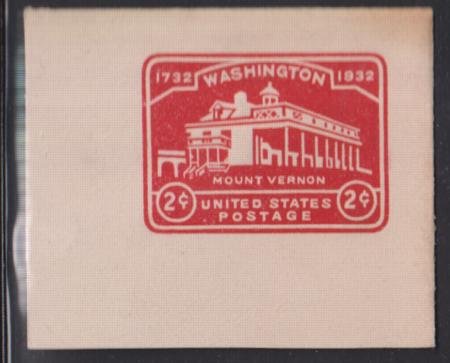 1732 WASHINGTON 1932
MOUNT VERNON
2¢ UNITED STATES 2¢
POSTAGE